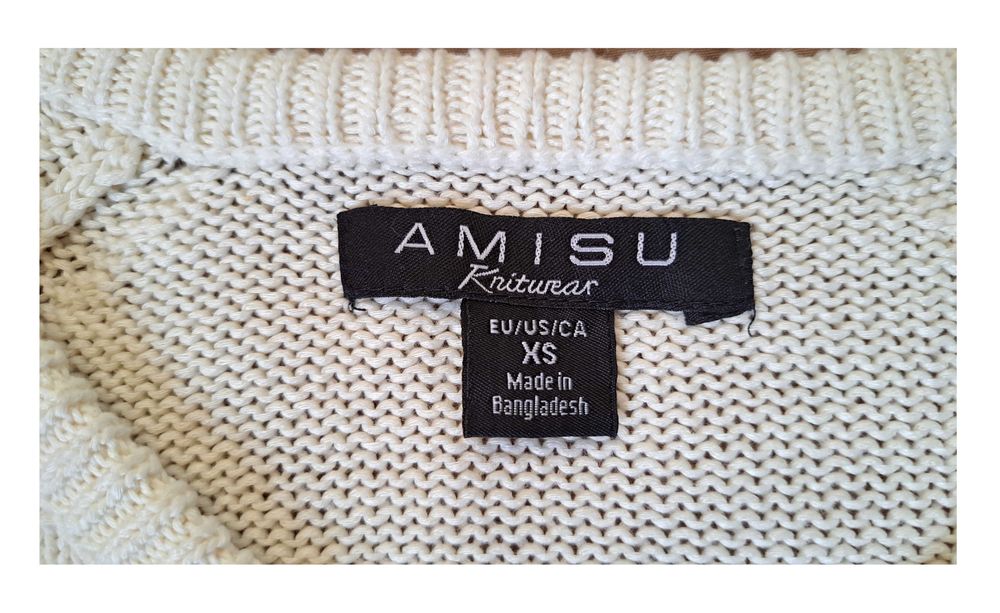 AMISU
Knitwear
EU/US/CA
XS
Made in
Bangladesh